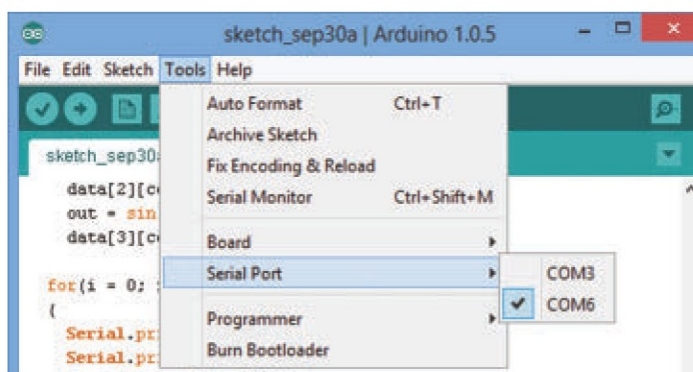 sketch_sep30a | Arduino 1.0.5
File Edit Sketch Tools Help
Auto Format Ctrl+T
Archive Sketch
sketch_sep30
Fix Encoding & Reload
data[2][c
Serial Monitor Ctrl+Shift+M
out = sin
data[3][c
Board
Serial Port COM3
for(i = 0;
COM6
{
Programmer
Serial.pr
Burn Bootloader
Serial.pr